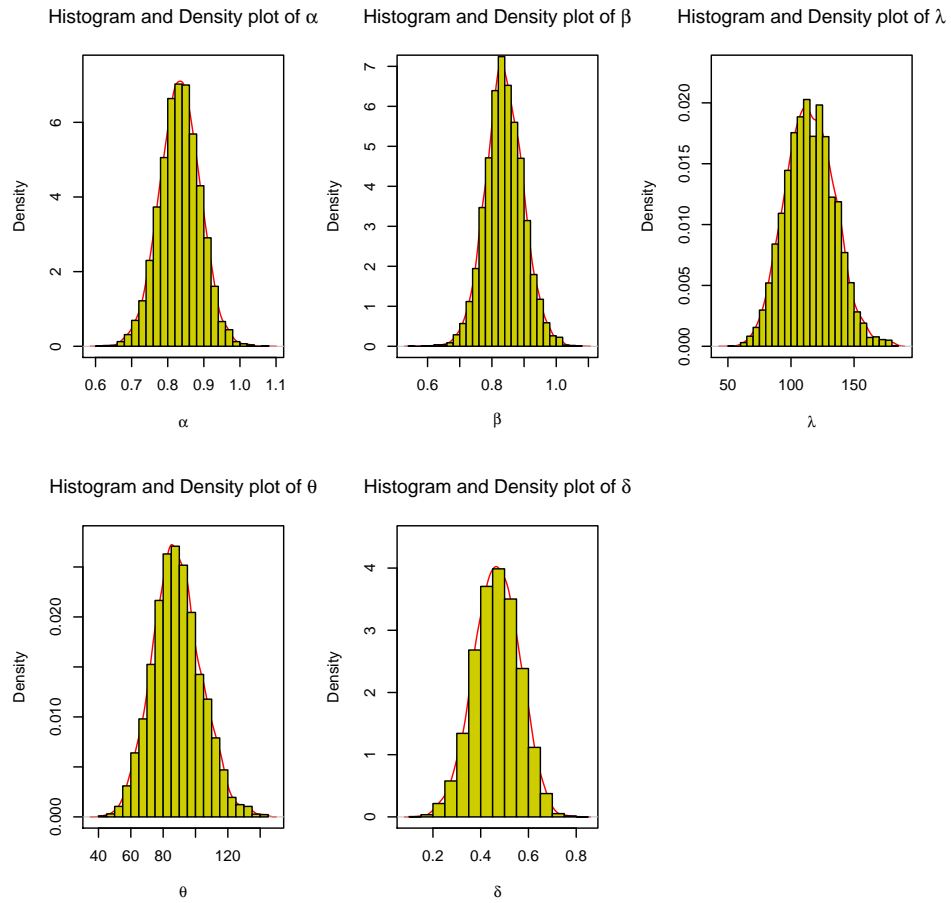 Histogram and Density plot of α
Density
0
2
4
6
0.6 0.7 0.8 0.9 1.0 1.1
α
Histogram and Density plot of β
Density
0
1
2
3
4
5
6
7
0.6 0.8 1.0
β
Histogram and Density plot of λ
Density
0.000
0.005
0.010
0.015
0.020
50 100 150
λ
Histogram and Density plot of θ
Density
0.000
0.010
0.020
40 60 80 120
θ
Histogram and Density plot of δ
Density
0
1
2
3
4
0.2 0.4 0.6 0.8
δ